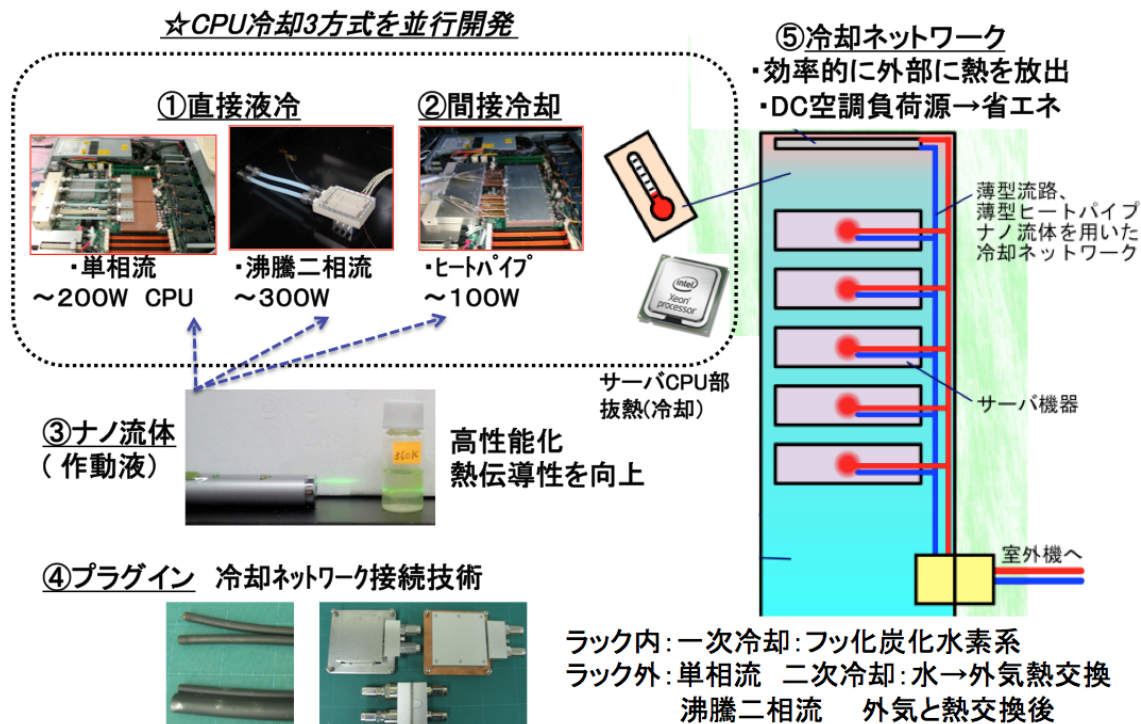 ☆CPU冷却3方式を並行開発
①直接液冷
②間接冷却
・単相流
～200W CPU
・沸騰二相流
～300W
・ヒートパイプ
～100W
intel
Xeon
processor
サーバCPU部
抜熱(冷却)
③ナノ流体
(作動液)
360K
高性能化
熱伝導性を向上
④プラグイン 冷却ネットワーク接続技術
⑤冷却ネットワーク
・効率的に外部に熱を放出
・DC空調負荷源→省エネ
薄型流路、
薄型ヒートパイプ
ナノ流体を用いた
冷却ネットワーク
サーバ機器
室外機へ
ラック内：一次冷却：フッ化炭化水素系
ラック外：単相流 二次冷却：水→外気熱交換
沸騰二相流 外気と熱交換後